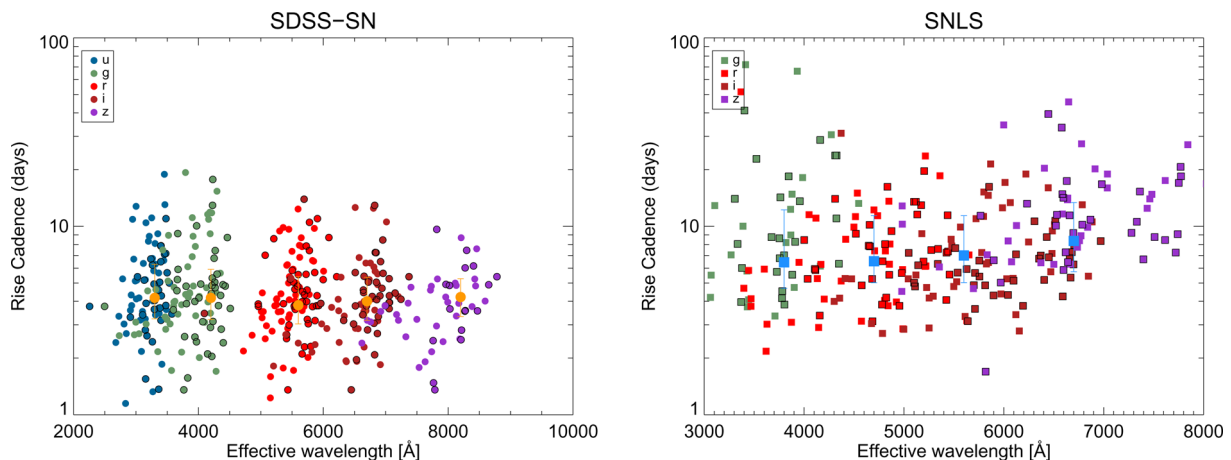 SDSS−SN
100
10
1
Rise Cadence (days)
u
g
r
i
z
2000
4000
6000
8000
10000
Effective wavelength [Å]
SNLS
100
10
1
Rise Cadence (days)
g
r
i
z
3000
4000
5000
6000
7000
8000
Effective wavelength [Å]